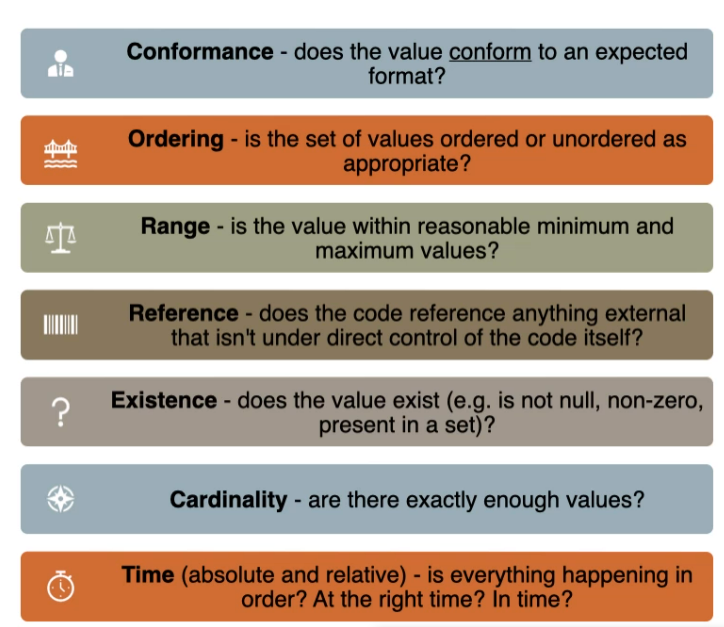 Conformance - does the value conform to an expected
format?
Ordering - is the set of values ordered or unordered as
appropriate?
Range - is the value within reasonable minimum and
maximum values?
Reference - does the code reference anything external
that isn't under direct control of the code itself?
Existence - does the value exist (e.g. is not null, non-zero,
present in a set)?
Cardinality - are there exactly enough values?
Time (absolute and relative) - is everything happening in
order? At the right time? In time?